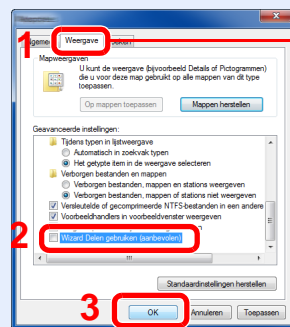 1
Weergave
Mapweergaven
U kunt de weergave (bijvoorbeeld Details of Pictogrammen)
die u voor deze map gebruikt op alle mappen van dit type
toepassen.
Op mappen toepassen
Mappen herstellen
Geavanceerde instellingen:
Tijdens typen in lijstweergave
Automatisch in zoekvak typen
Het getypte item in de weergave selecteren
Verborgen bestanden en mappen
Verborgen bestanden, mappen en stations weergeven
Verborgen bestanden, mappen of stations niet weergeven
Versleutelde of gecomprimeerde NTFS-bestanden in een andere
Voorbeeldhandlers in voorbeeldvenster weergeven
2
Wizard Delen gebruiken (aanbevolen)
Standaardinstellingen herstellen
3
OK
Annuleren
Toepassen